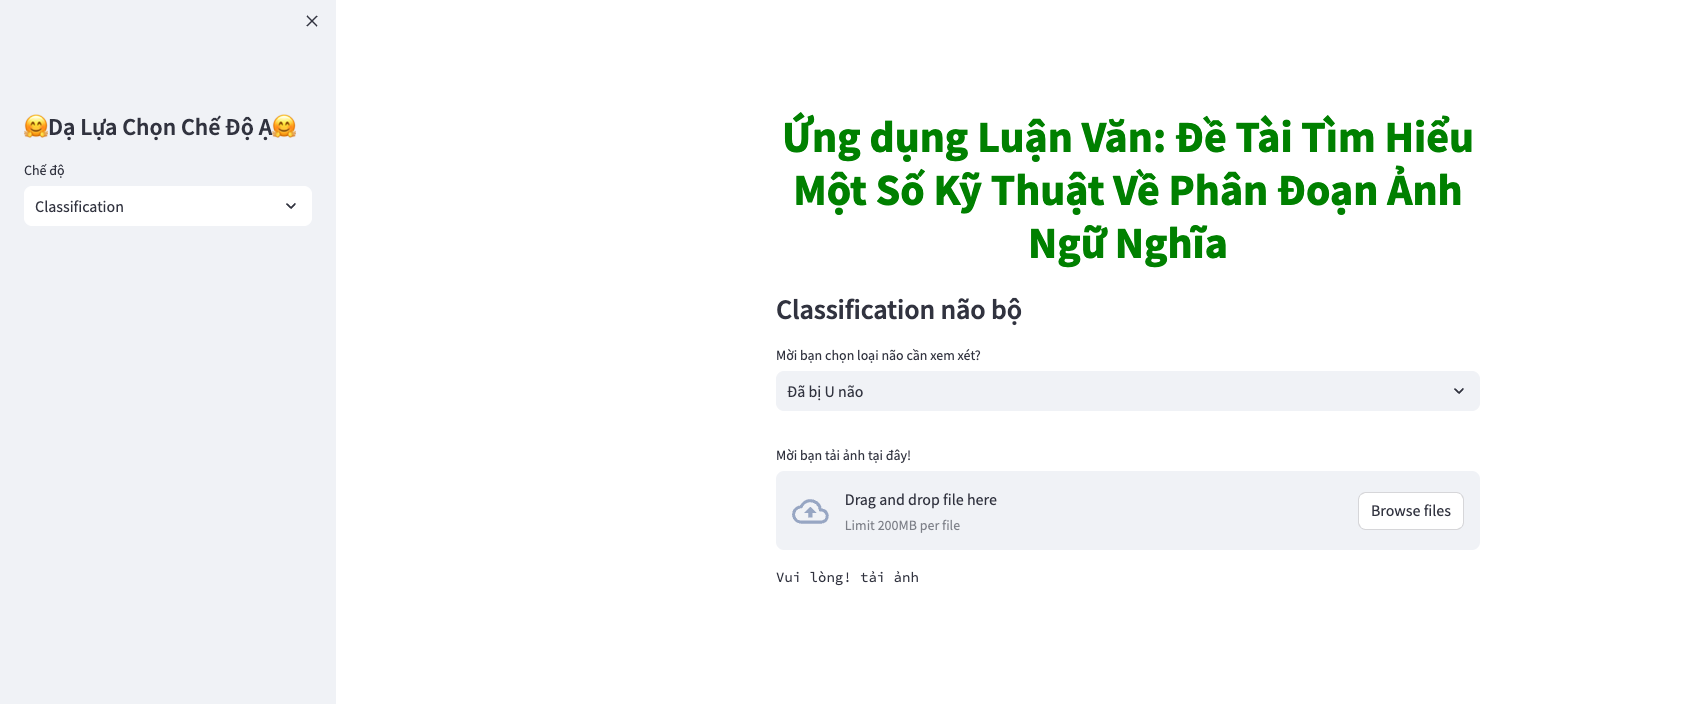 🤗Dạ Lựa Chọn Chế Độ Ạ🤗
Chế độ
Classification
Ứng dụng Luận Văn: Đề Tài Tìm Hiểu
Một Số Kỹ Thuật Về Phân Đoạn Ảnh
Ngữ Nghĩa
Classification não bộ
Mời bạn chọn loại não cần xem xét?
Đã bị U não
Mời bạn tải ảnh tại đây!
Drag and drop file here
Limit 200MB per file
Browse files
Vui lòng! tải ảnh